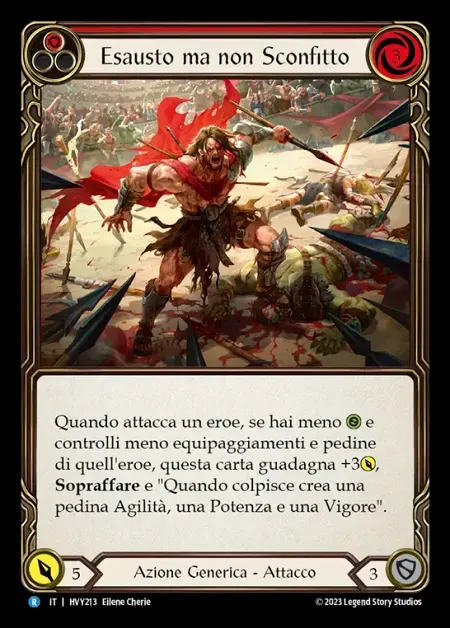 Esausto ma non Sconfitto
3
Quando attacca un eroe, se hai meno e
controlli meno equipaggiamenti e pedine
di quell'eroe, questa carta guadagna +3,
Sopraffare e "Quando colpisce crea una
pedina Agilità, una Potenza e una Vigore".
5
Azione Generica - Attacco
3
R IT | HVY213 Eilene Cherie
© 2023 Legend Story Studios